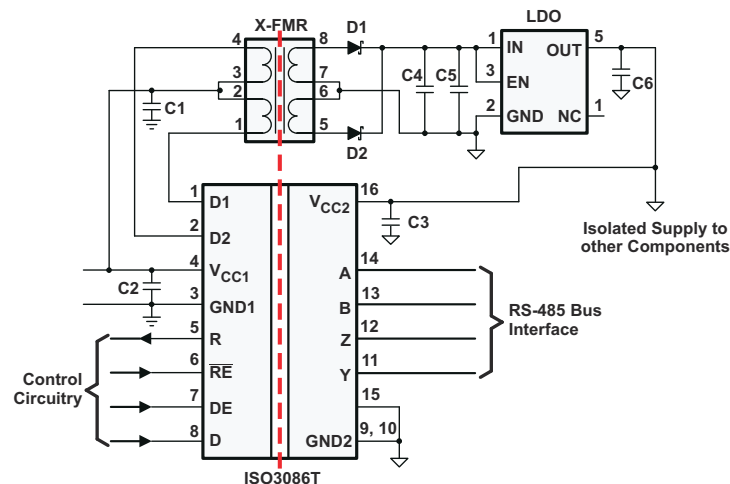 X-FMR
D1
LDO
4
8
1
IN
OUT
5
3
7
C4
C5
3
EN
C6
2
6
C1
2
GND
NC
1
1
5
D2
1
D1
VCC2
16
2
D2
C3
Isolated Supply to
other Components
4
VCC1
A
14
C2
3
GND1
B
13
RS-485 Bus
Interface
5
R
Z
12
6
RE
Y
11
Control
Circuitry
7
DE
15
8
D
GND2
9, 10
ISO3086T